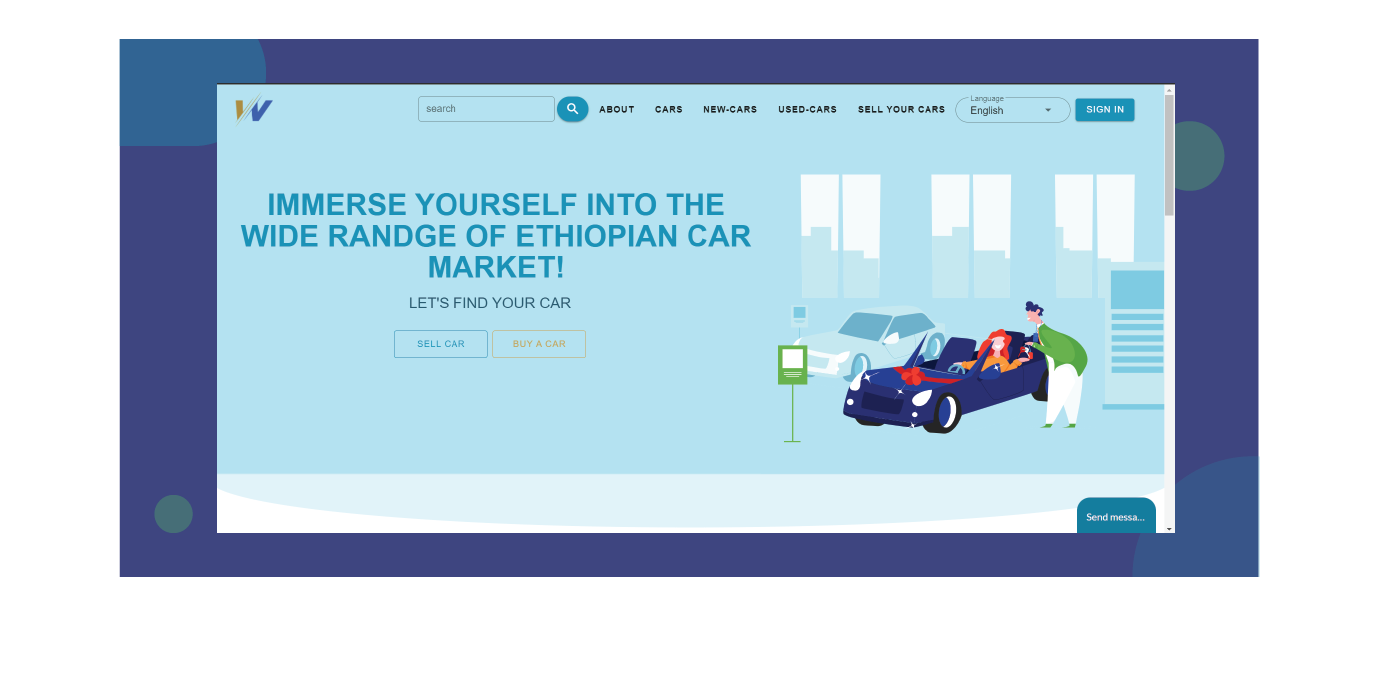 search
ABOUT
CARS
NEW-CARS
USED-CARS
SELL YOUR CARS
Language
English
SIGN IN
IMMERSE YOURSELF INTO THE
WIDE RANDGE OF ETHIOPIAN CAR
MARKET!
LET'S FIND YOUR CAR
SELL CAR
BUY A CAR
Send messa...